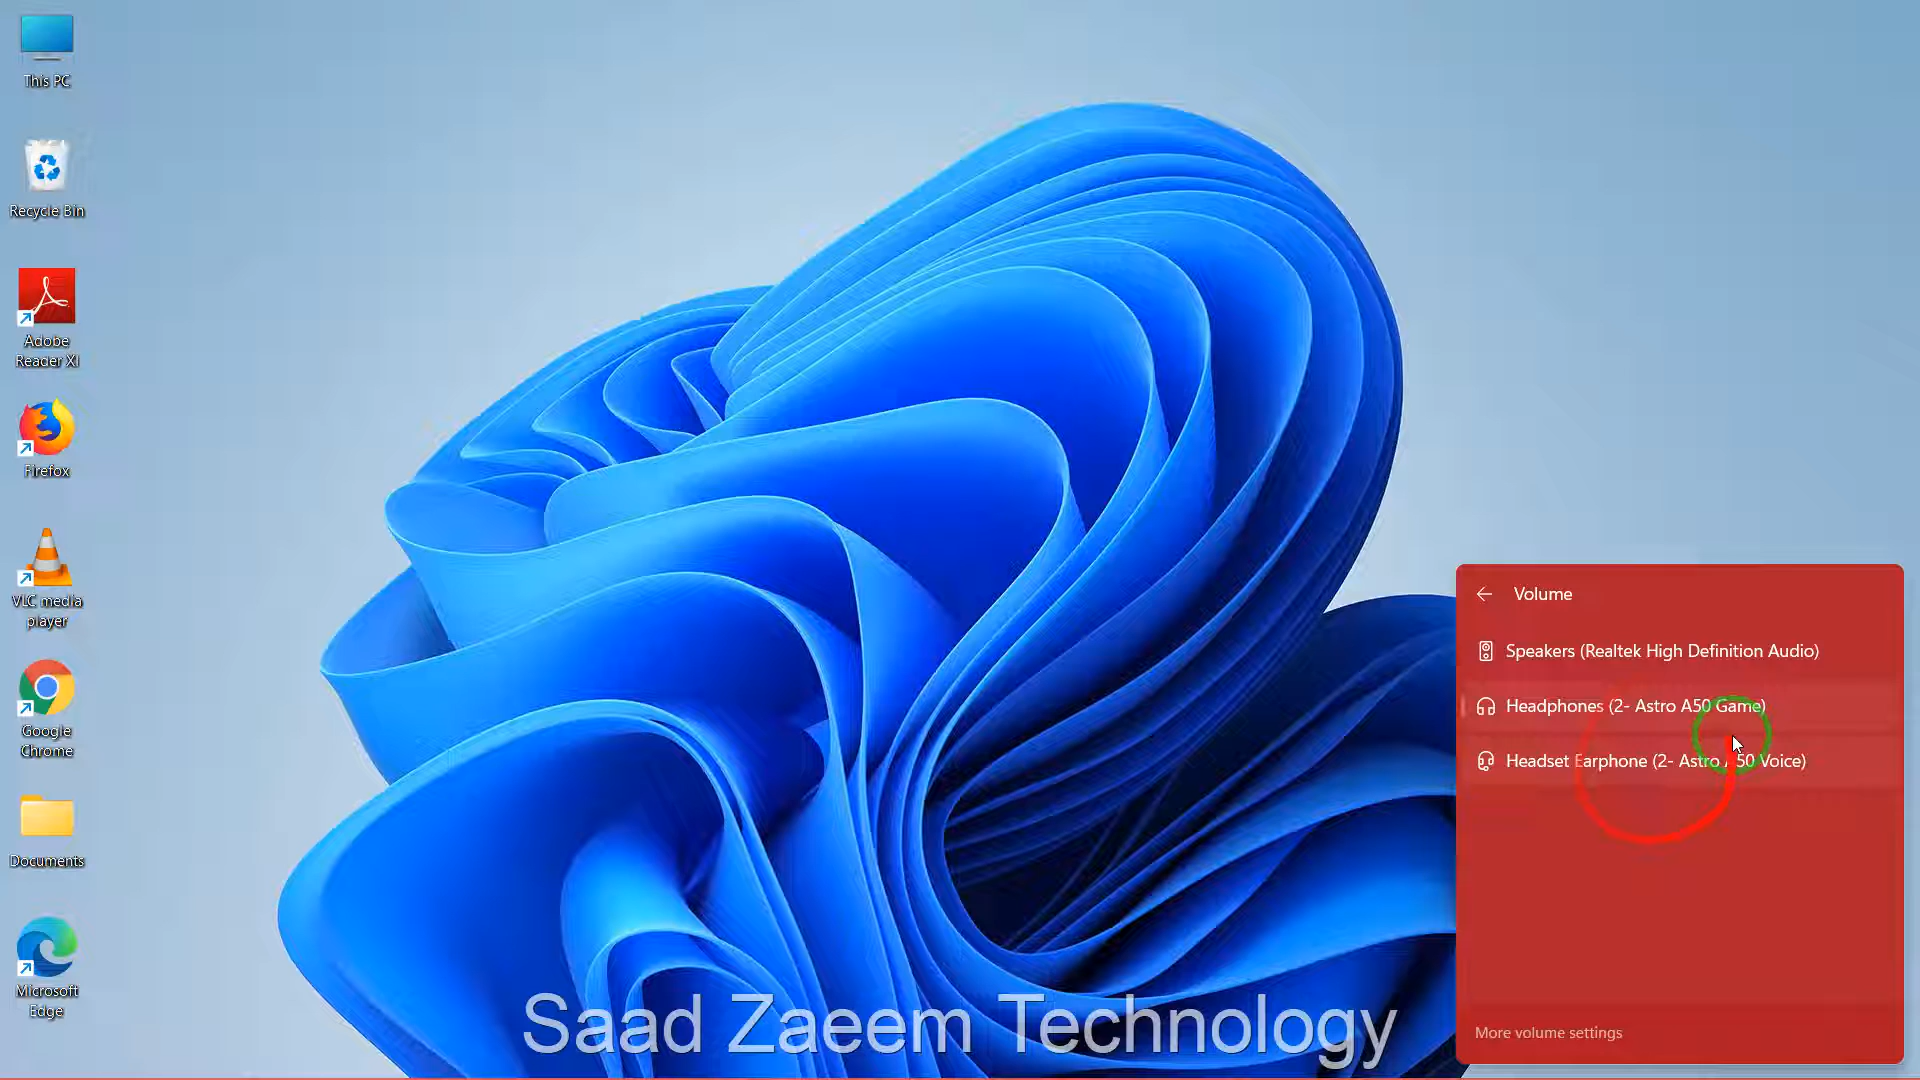 This PC
Recycle Bin
Adobe
Reader XI
Firefox
VLC media
player
Google
Chrome
Documents
Microsoft
Edge
Volume
Speakers (Realtek High Definition Audio)
Headphones (2- Astro A50 Game)
Headset Earphone (2- Astro A50 Voice)
More volume settings
Saad Zaeem Technology